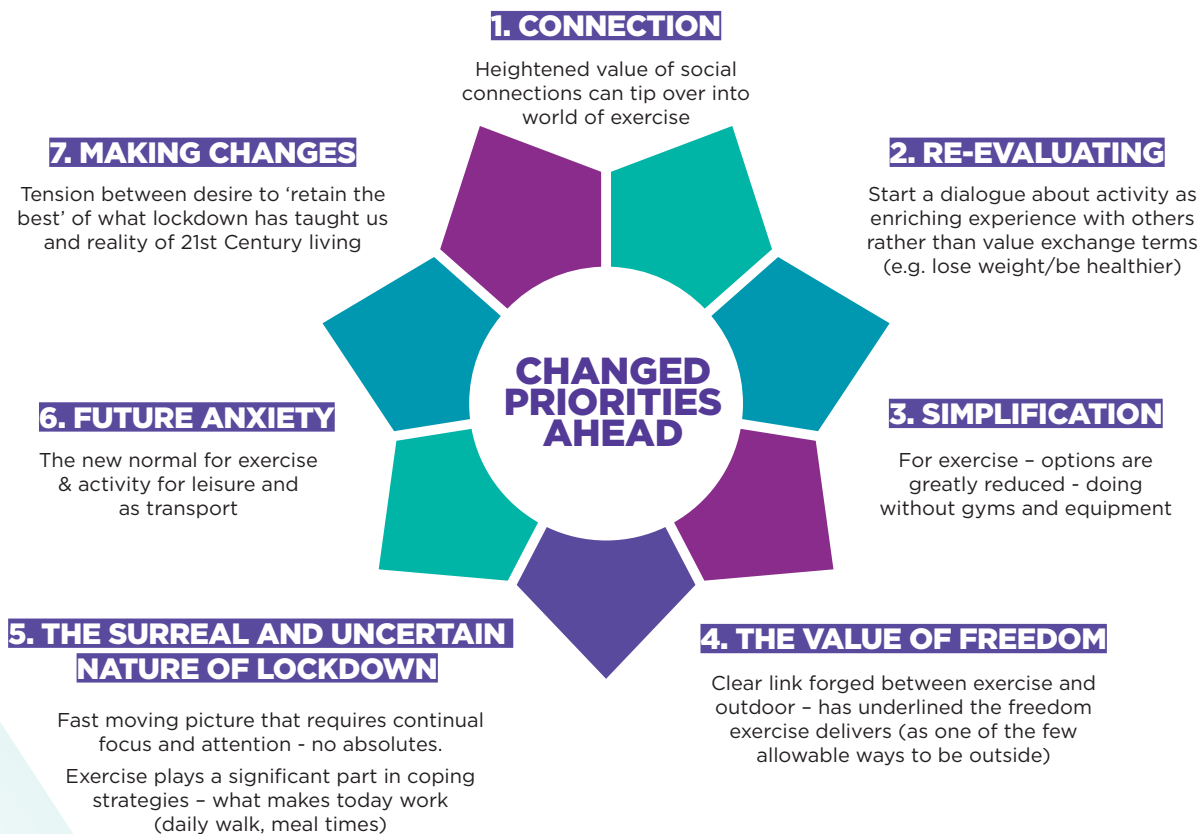 1. CONNECTION
Heightened value of social
connections can tip over into
world of exercise
2. RE-EVALUATING
Start a dialogue about activity as
enriching experience with others
rather than value exchange terms
(e.g. lose weight/be healthier)
3. SIMPLIFICATION
For exercise – options are
greatly reduced - doing
without gyms and equipment
4. THE VALUE OF FREEDOM
Clear link forged between exercise and
outdoor – has underlined the freedom
exercise delivers (as one of the few
allowable ways to be outside)
5. THE SURREAL AND UNCERTAIN
NATURE OF LOCKDOWN
Fast moving picture that requires continual
focus and attention - no absolutes.
Exercise plays a significant part in coping
strategies – what makes today work
(daily walk, meal times)
6. FUTURE ANXIETY
The new normal for exercise
& activity for leisure and
as transport
7. MAKING CHANGES
Tension between desire to ‘retain the
best’ of what lockdown has taught us
and reality of 21st Century living
CHANGED
PRIORITIES
AHEAD